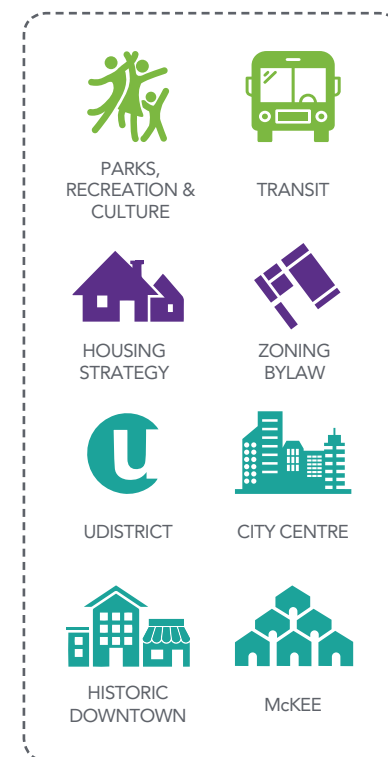 PARKS,
RECREATION &
CULTURE
TRANSIT
HOUSING
STRATEGY
ZONING
BYLAW
u
UDISTRICT
CITY CENTRE
HISTORIC
DOWNTOWN
McKEE